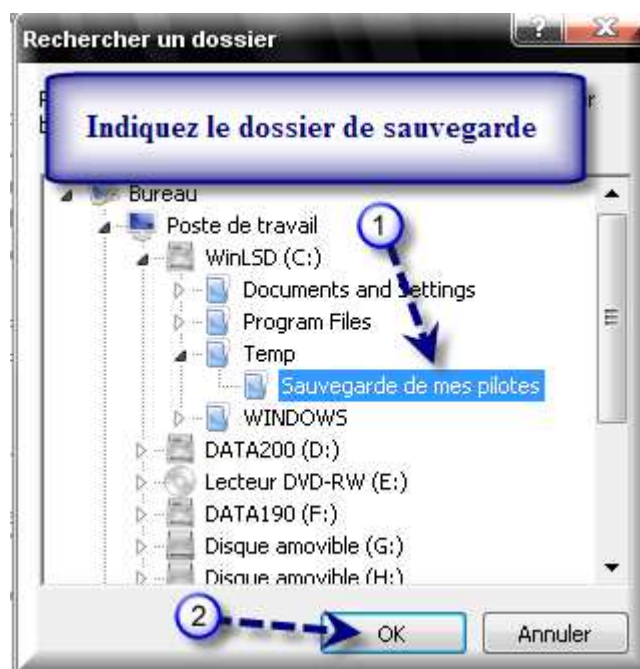 Rechercher un dossier
?
Indiquez le dossier de sauvegarde
Bureau
Poste de travail
1
WinLSD (C:)
Documents and Settings
Program Files
Temp
Sauvegarde de mes pilotes
WINDOWS
DATA200 (D:)
Lecteur DVD-RW (E:)
DATA190 (F:)
Disque amovible (G:)
Disque amovible (H:)
2
OK
Annuler